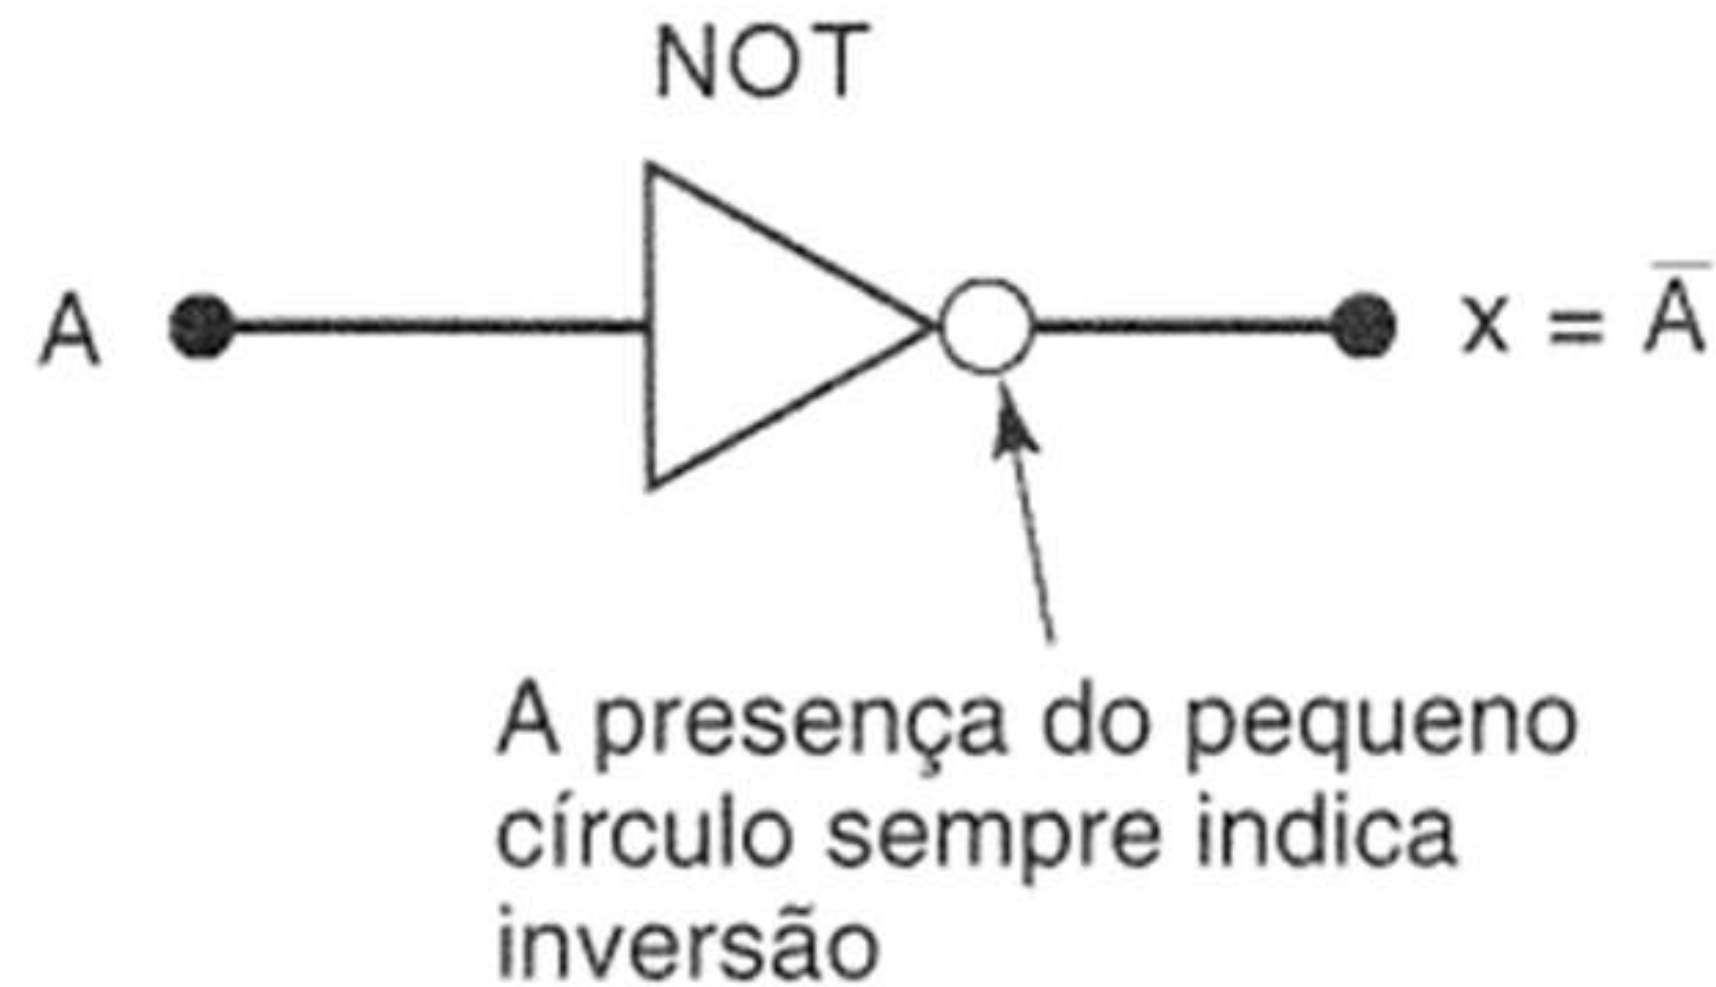 NOT
A x = A̅
A presença do pequeno
círculo sempre indica
inversão